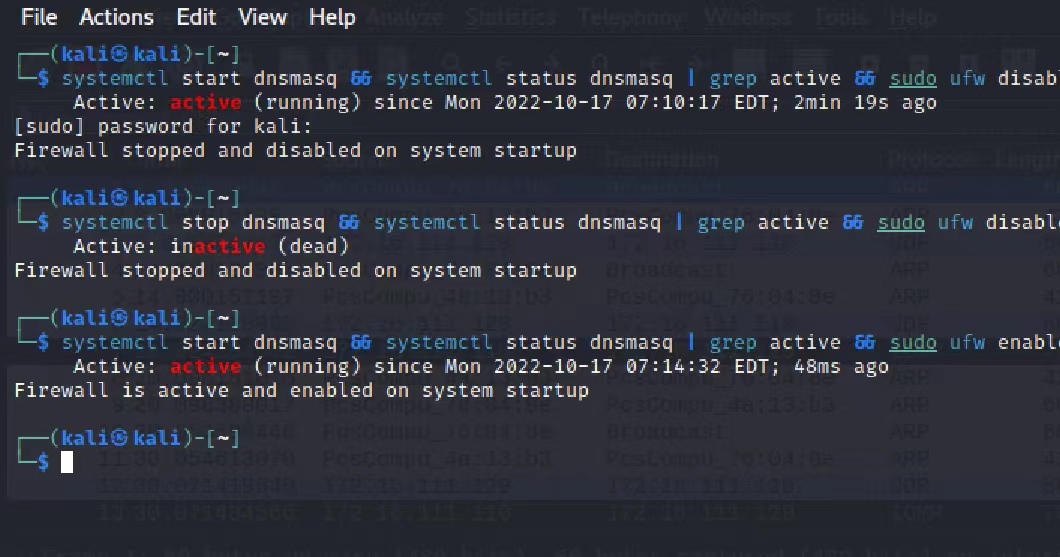 File Actions Edit View Help
┌──(kali㉿kali)-[~]
└─$ systemctl start dnsmasq && systemctl status dnsmasq | grep active && sudo ufw disabl
Active: active (running) since Mon 2022-10-17 07:10:17 EDT; 2min 19s ago
[sudo] password for kali:
Firewall stopped and disabled on system startup
┌──(kali㉿kali)-[~]
└─$ systemctl stop dnsmasq && systemctl status dnsmasq | grep active && sudo ufw disable
Active: inactive (dead)
Firewall stopped and disabled on system startup
┌──(kali㉿kali)-[~]
└─$ systemctl start dnsmasq && systemctl status dnsmasq | grep active && sudo ufw enable
Active: active (running) since Mon 2022-10-17 07:14:32 EDT; 48ms ago
Firewall is active and enabled on system startup
┌──(kali㉿kali)-[~]
└─$